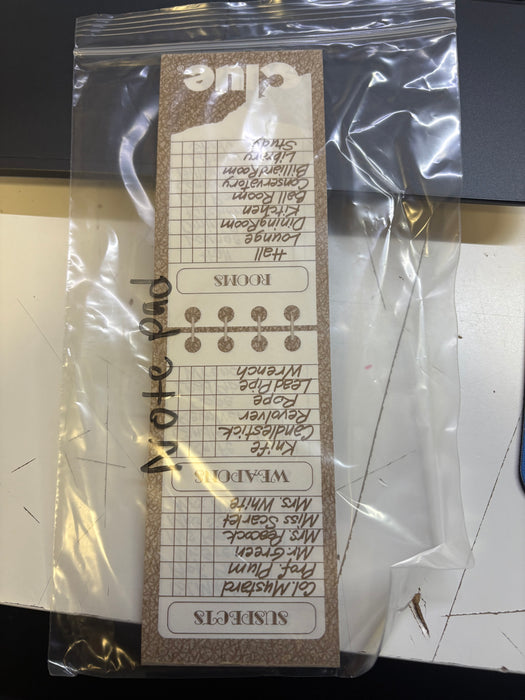 SUSPECTS
Col. Mustard
Prof. Plum
Mr. Green
Mrs. Peacock
Miss Scarlet
Mrs. White
WEAPONS
Knife
Candlestick
Revolver
Rope
Lead Pipe
Wrench
ROOMS
Hall
Lounge
Dining Room
Kitchen
Ball Room
Conservatory
Billiard Room
Library
Study
Clue
Note pad